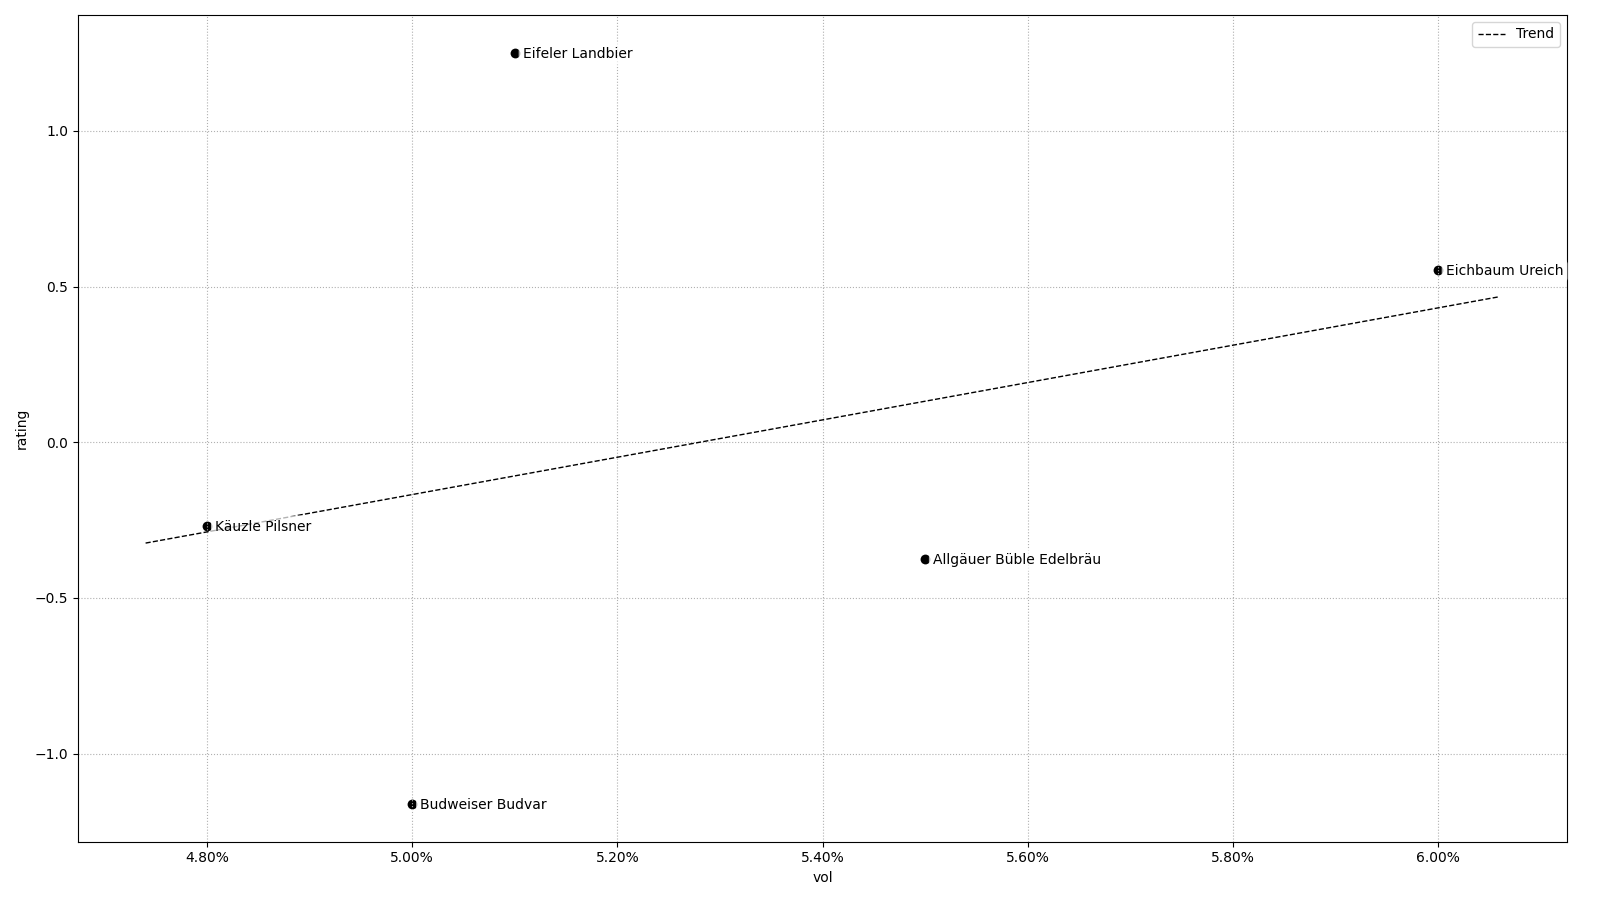 Trend
Eifeler Landbier
1.0
Eichbaum Ureich
0.5
rating
0.0
Käuzle Pilsner
Allgäuer Büble Edelbräu
−0.5
−1.0
Budweiser Budvar
4.80% 5.00% 5.20% 5.40% 5.60% 5.80% 6.00%
vol